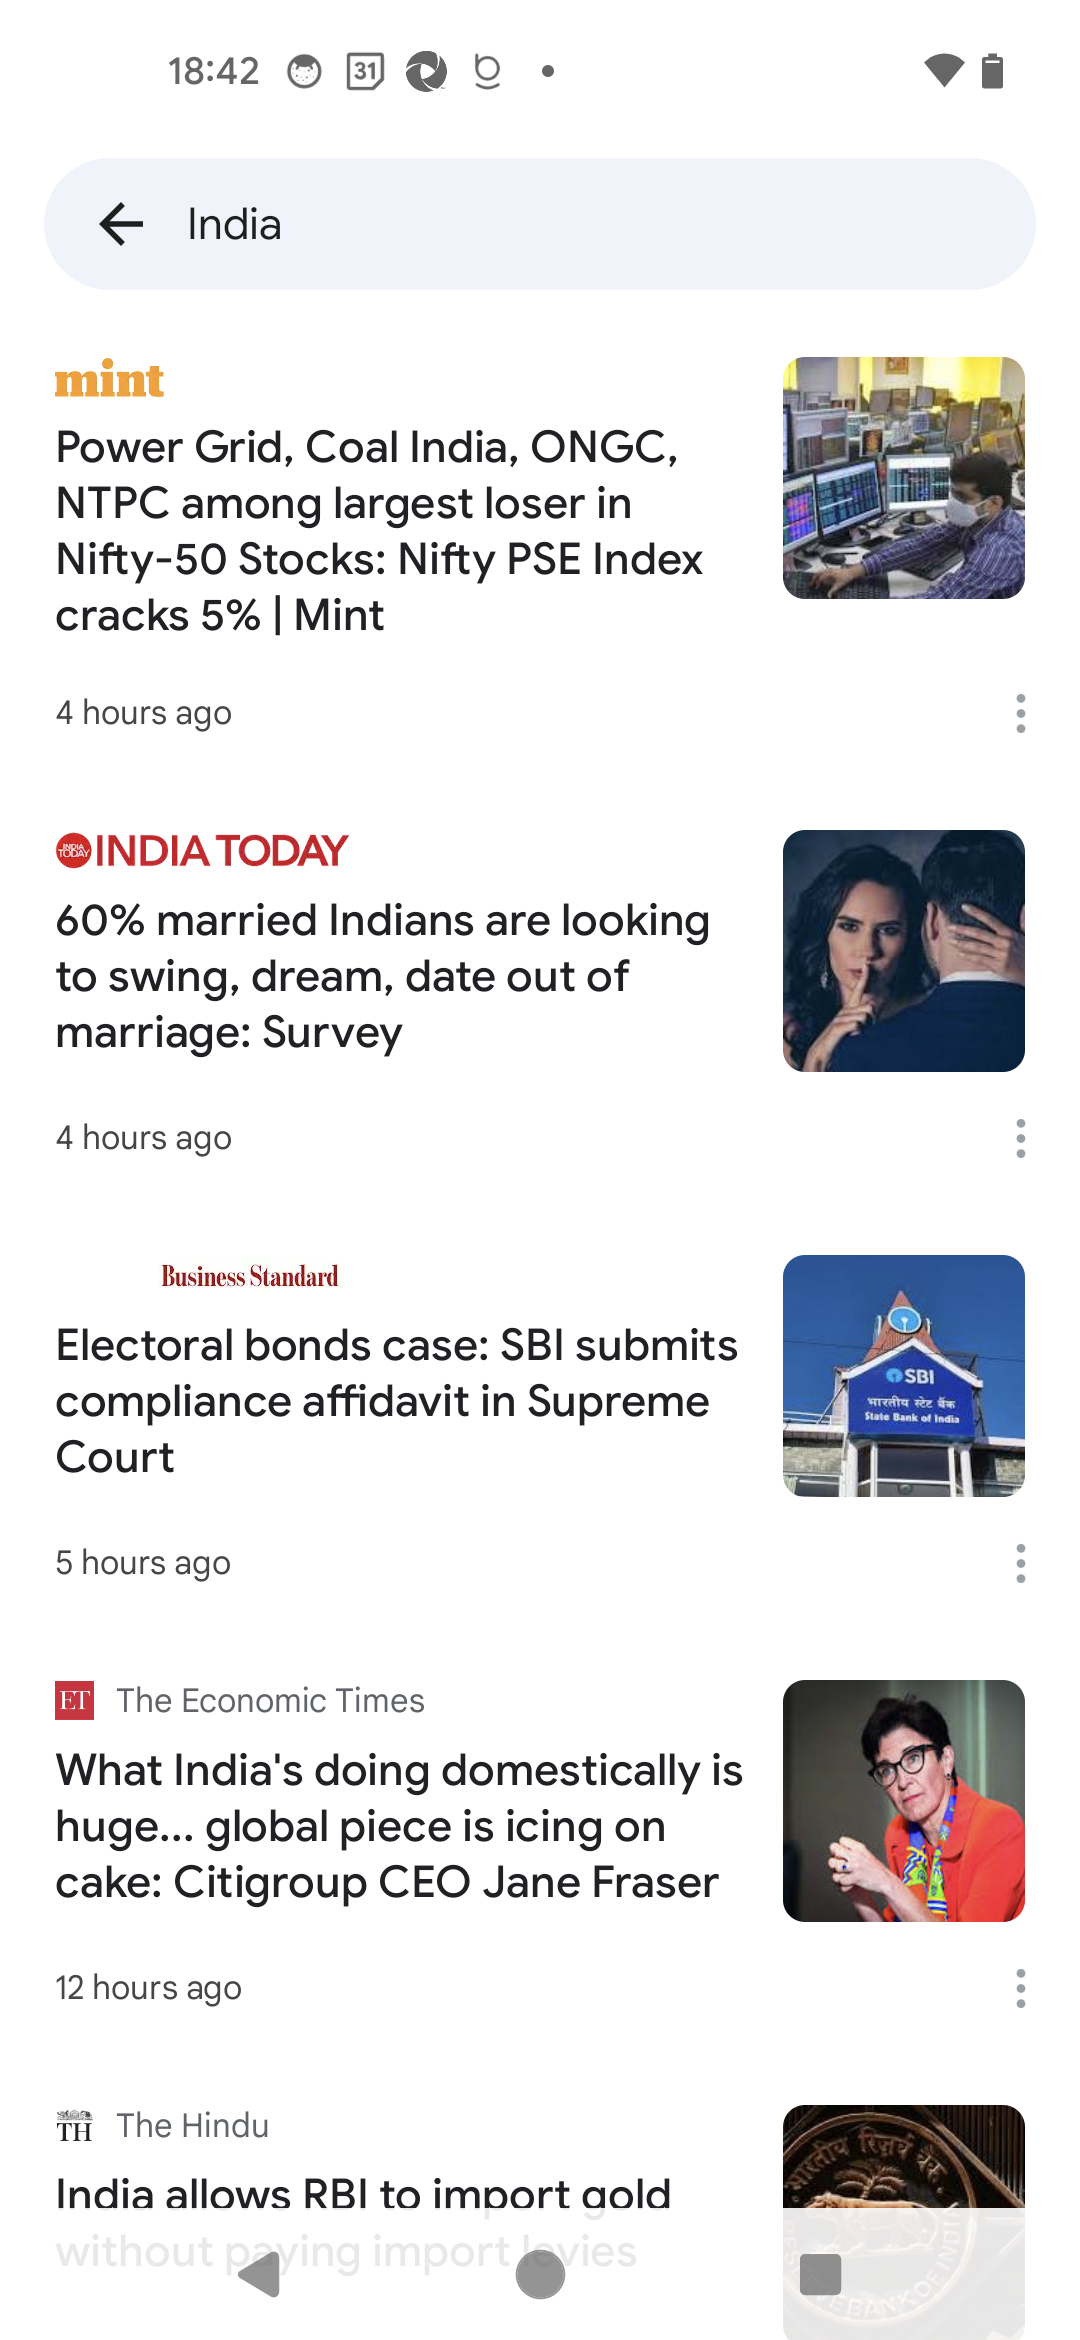 18:42
31
India
mint
Power Grid, Coal India, ONGC,
NTPC among largest loser in
Nifty-50 Stocks: Nifty PSE Index
cracks 5% | Mint
4 hours ago
INDIA TODAY INDIA TODAY
60% married Indians are looking
to swing, dream, date out of
marriage: Survey
4 hours ago
Business Standard
Electoral bonds case: SBI submits
compliance affidavit in Supreme
Court
SBI
भारतीय स्टेट बैंक
State Bank of India
5 hours ago
ET The Economic Times
What India's doing domestically is
huge... global piece is icing on
cake: Citigroup CEO Jane Fraser
12 hours ago
TH The Hindu
India allows RBI to import gold
without paying import levies
भारतीय रिज़र्व बैंक